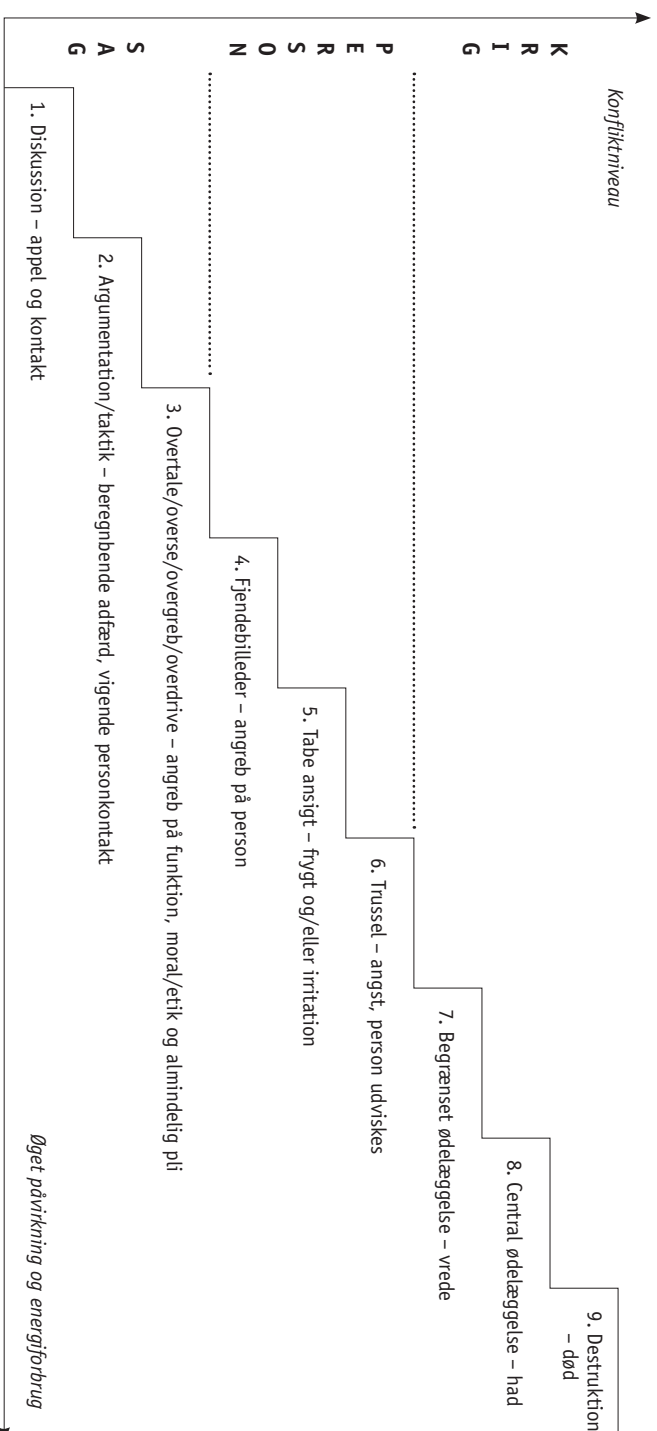 Konfliktniveau
KRIG
PERSON
SAG
9. Destruktion
– død
8. Central ødelæggelse – had
7. Begrænset ødelæggelse – vrede
6. Trussel – angst, person udviskes
5. Tabe ansigt – frygt og/eller irritation
4. Fjendebilleder – angreb på person
3. Overtale/overse/overgreb/overdrive – angreb på funktion, moral/etik og almindelig pli
2. Argumentation/taktik – beregnbende adfærd, vigende personkontakt
1. Diskussion – appel og kontakt
Øget påvirkning og energiforbrug